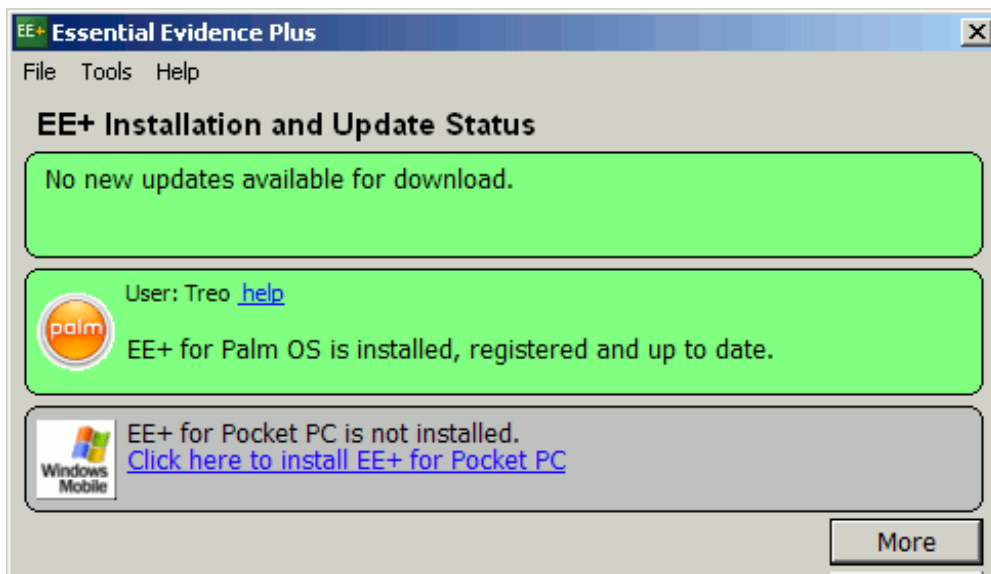 EE+ Essential Evidence Plus
File Tools Help
EE+ Installation and Update Status
No new updates available for download.
User: Treo help
palm
EE+ for Palm OS is installed, registered and up to date.
EE+ for Pocket PC is not installed.
Click here to install EE+ for Pocket PC
Windows
Mobile
More